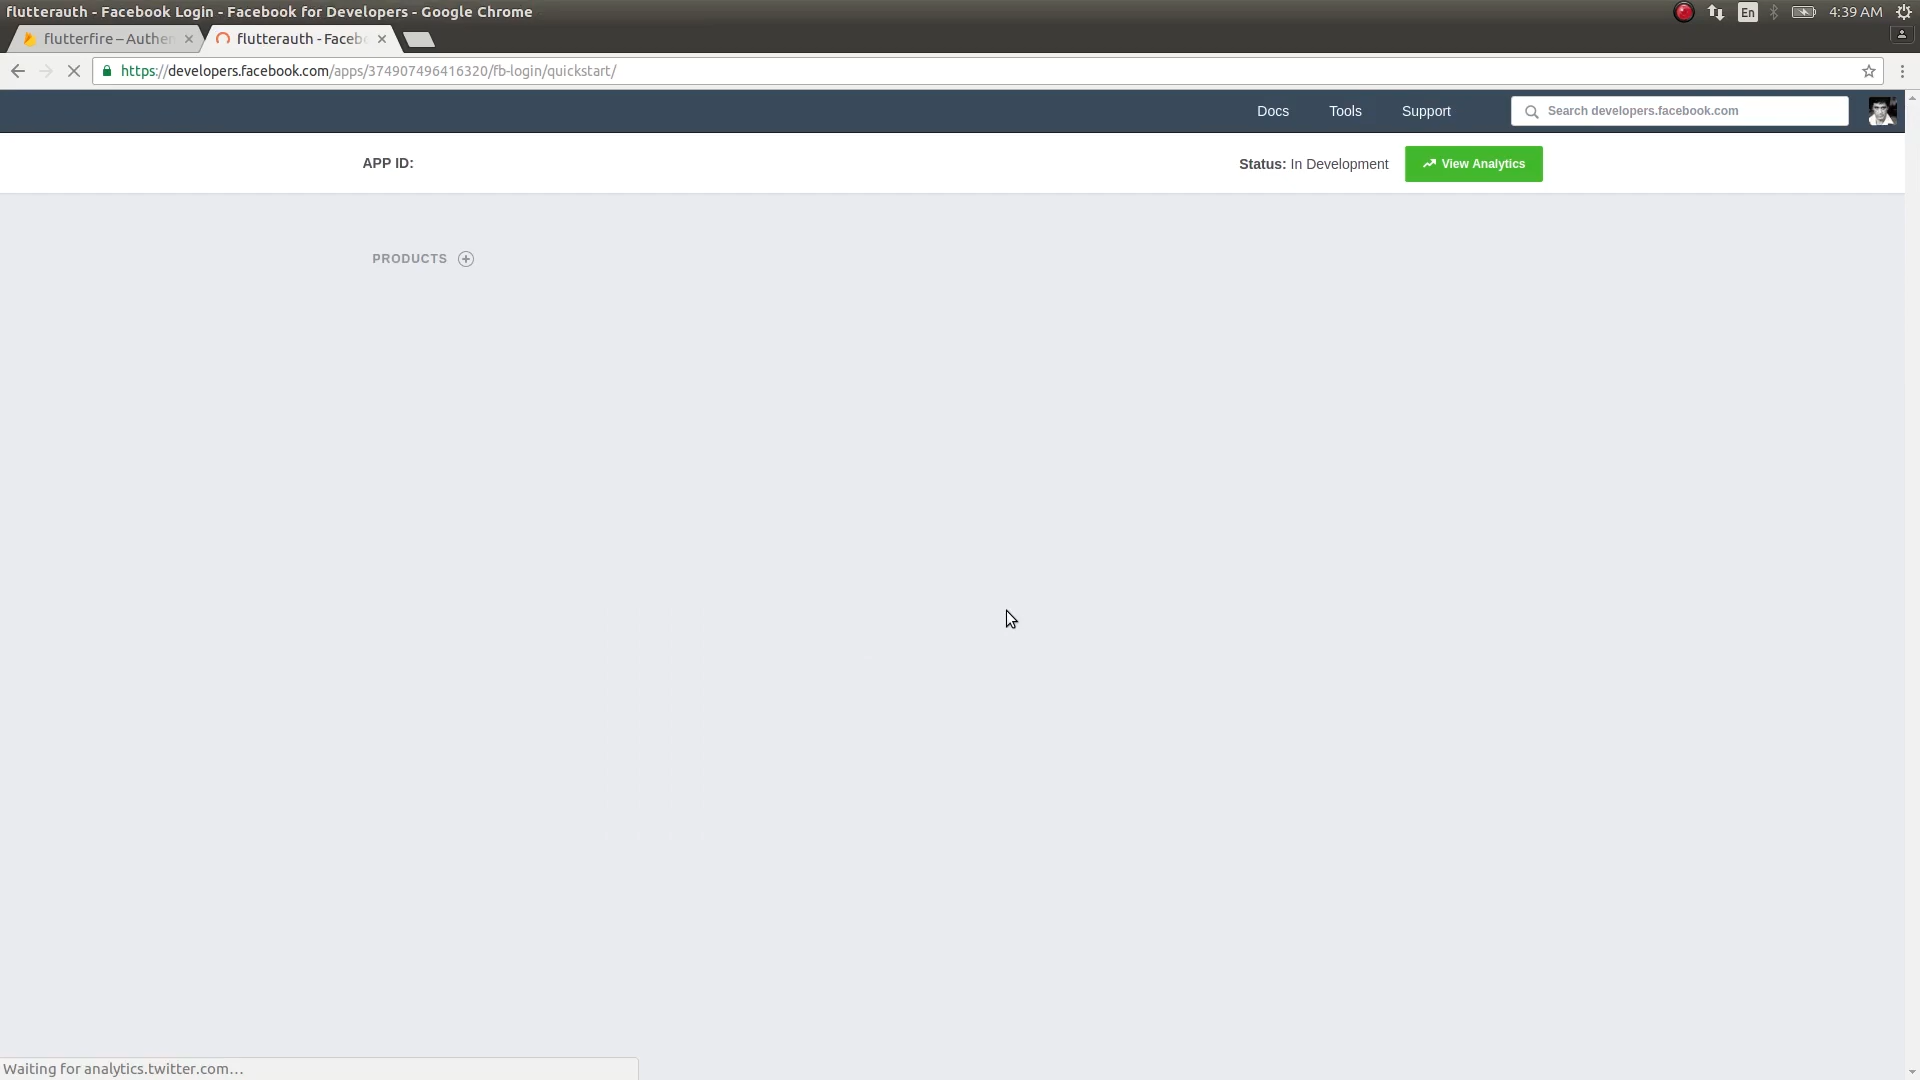 flutterauth - Facebook Login - Facebook for Developers - Google Chrome
En
4:39 AM
flutterfire – Authen
flutterauth - Facebo
https://developers.facebook.com/apps/374907496416320/fb-login/quickstart/
Docs
Tools
Support
Search developers.facebook.com
APP ID:
Status: In Development
View Analytics
PRODUCTS
Waiting for analytics.twitter.com...